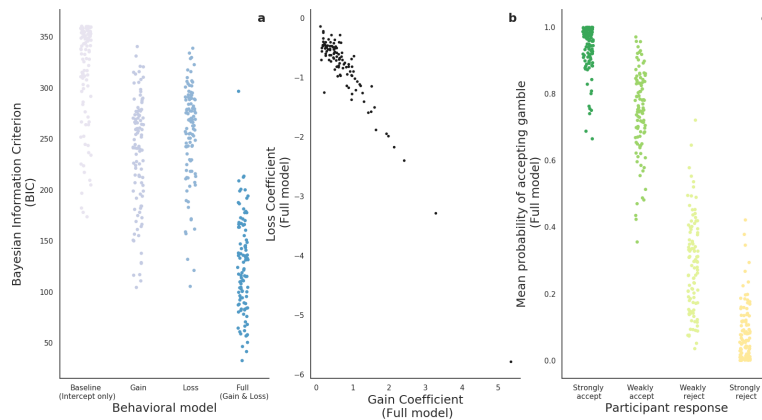 a
Bayesian Information Criterion
(BIC)
350
300
250
200
150
100
50
Baseline
(Intercept only)
Gain
Loss
Full
(Gain & Loss)
Behavioral model
b
Loss Coefficient
(Full model)
0
−1
−2
−3
−4
−5
−6
0
1
2
3
4
5
Gain Coefficient
(Full model)
Mean probability of accepting gamble
(Full model)
1.0
0.8
0.6
0.4
0.2
0.0
Strongly
accept
Weakly
accept
Weakly
reject
Strongly
reject
Participant response